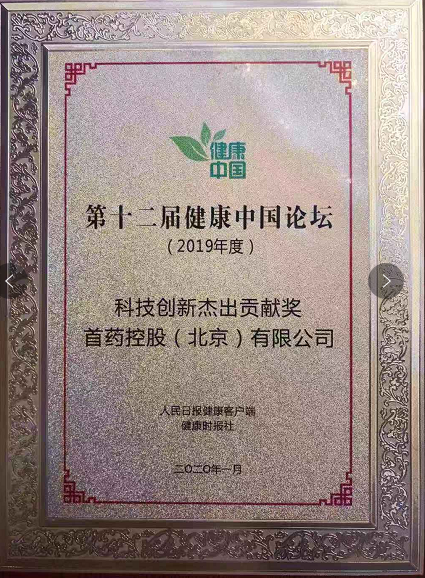 健康
中国
第十二届健康中国论坛
（2019年度）
科技创新杰出贡献奖
首药控股（北京）有限公司
人民日报健康客户端
健康时报社
二〇二〇年一月